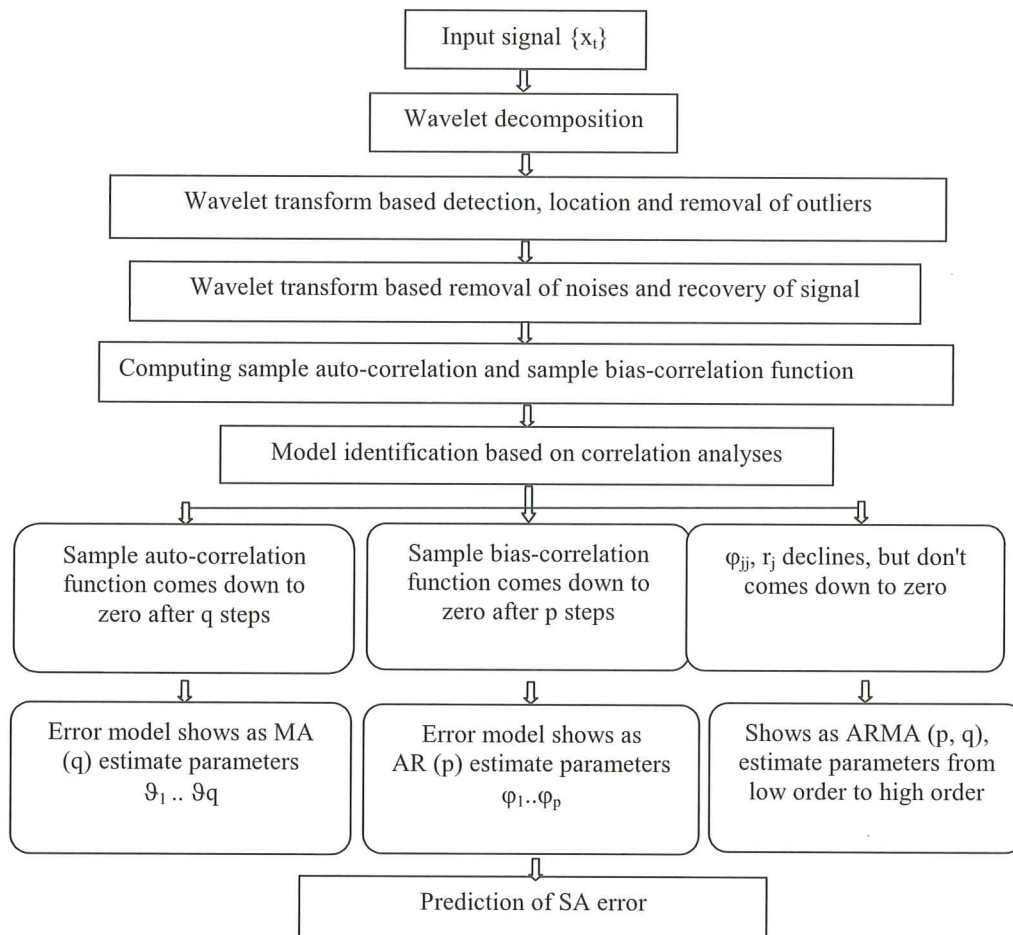 Input signal {xₜ}
Wavelet decomposition
Wavelet transform based detection, location and removal of outliers
Wavelet transform based removal of noises and recovery of signal
Computing sample auto-correlation and sample bias-correlation function
Model identification based on correlation analyses
Sample auto-correlation
function comes down to
zero after q steps
Sample bias-correlation
function comes down to
zero after p steps
φⱼⱼ, rⱼ declines, but don't
comes down to zero
Error model shows as MA
(q) estimate parameters
ϑ₁ .. ϑq
Error model shows as
AR (p) estimate parameters
φ₁..φₚ
Shows as ARMA (p, q),
estimate parameters from
low order to high order
Prediction of SA error